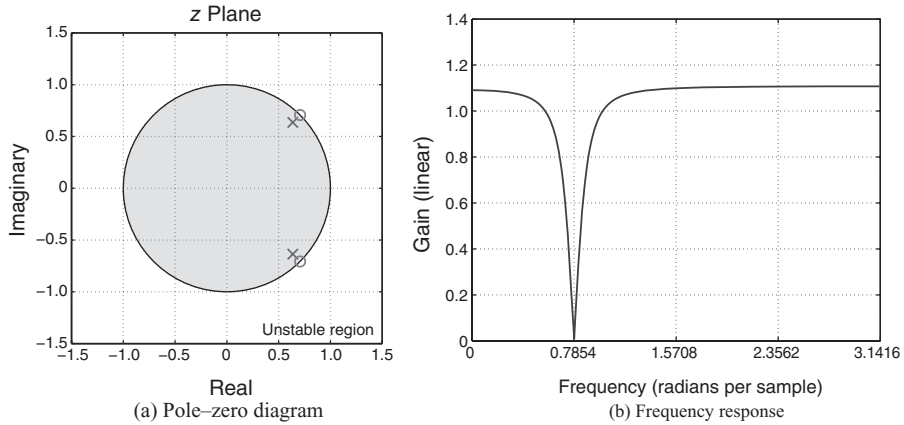 z Plane
1.5
1.0
0.5
0
−0.5
−1.0
−1.5
Imaginary
Unstable region
−1.5 −1.0 −0.5 0 0.5 1.0 1.5
Real
(a) Pole–zero diagram
1.4
1.2
1.0
0.8
0.6
0.4
0.2
0
Gain (linear)
0 0.7854 1.5708 2.3562 3.1416
Frequency (radians per sample)
(b) Frequency response